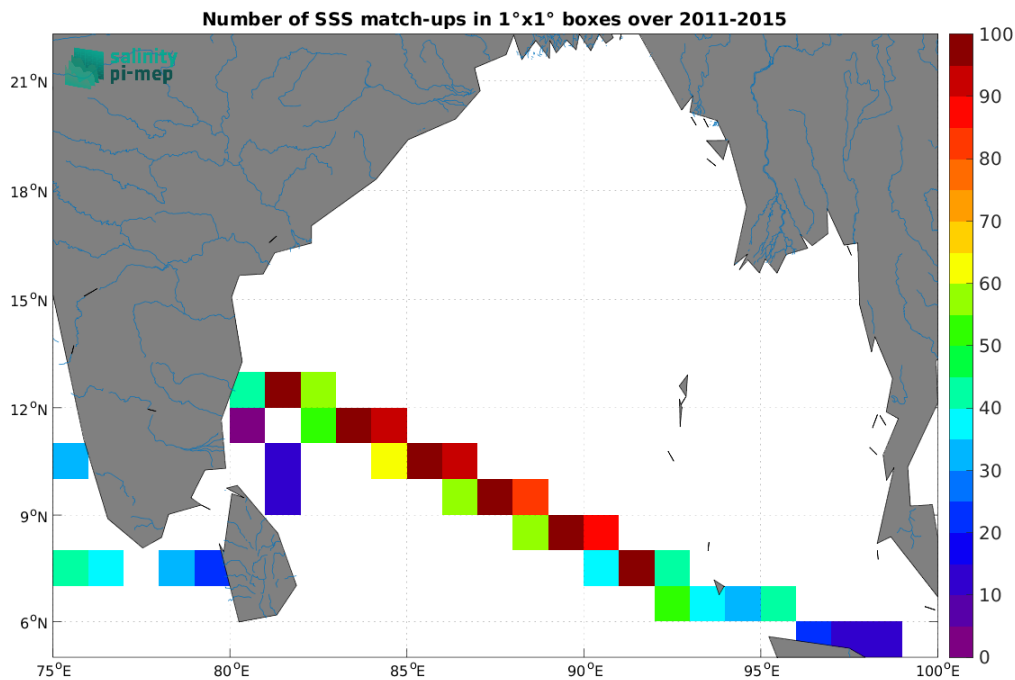 Number of SSS match-ups in 1°x1° boxes over 2011-2015
salinity
pi-mep
21°N
18°N
15°N
12°N
9°N
6°N
75°E 80°E 85°E 90°E 95°E 100°E
100
90
80
70
60
50
40
30
20
10
0